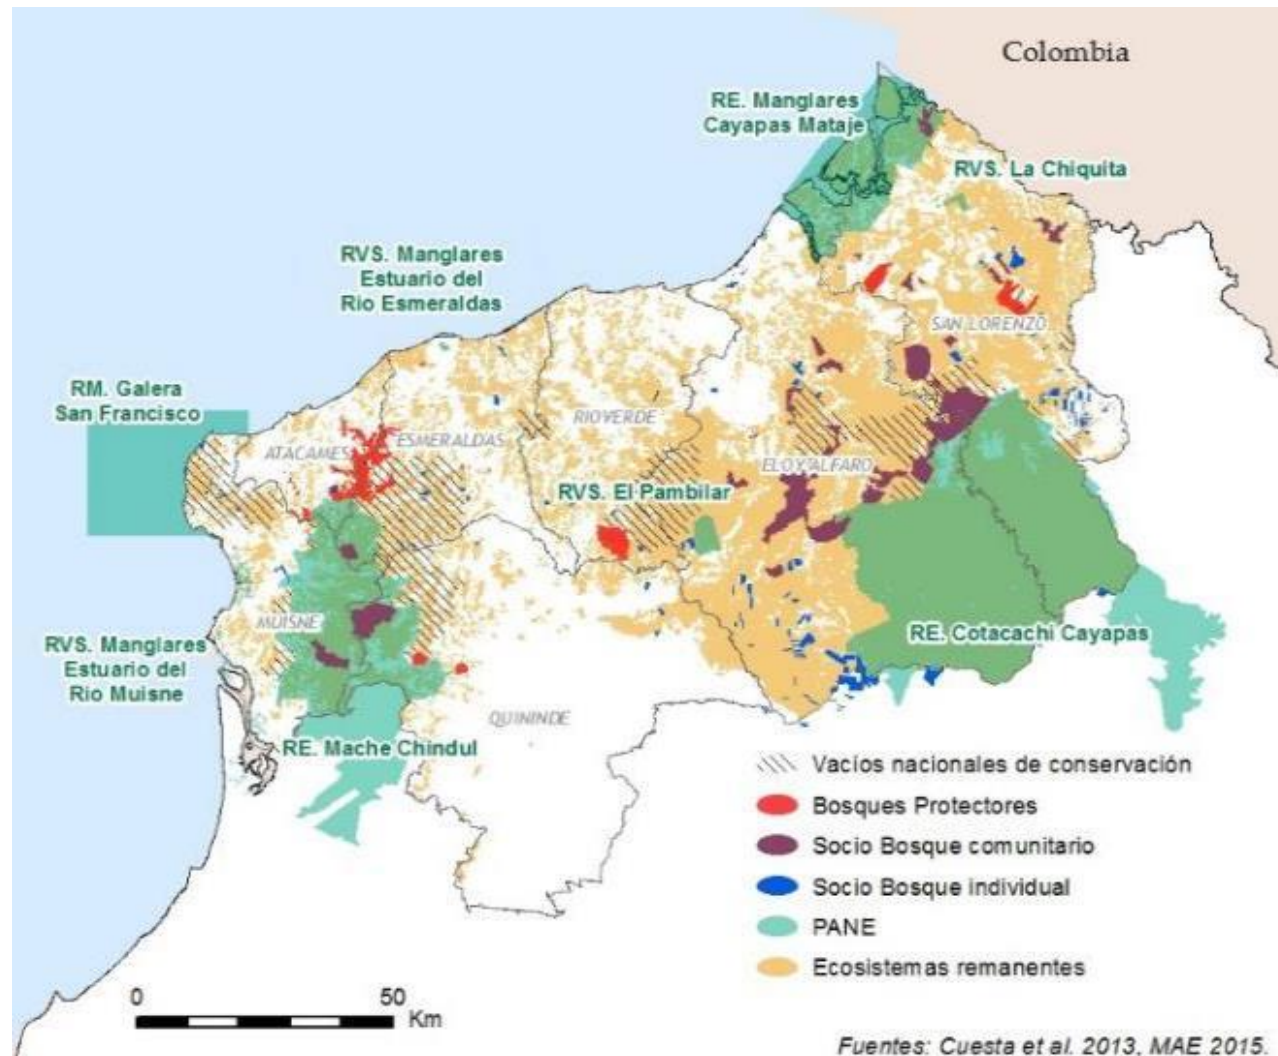 Colombia
RE. Manglares
Cayapas Mataje
RVS. La Chiquita
RVS. Manglares
Estuario del
Rio Esmeraldas
SAN LORENZO
RM. Galera
San Francisco
RIOVERDE
ESMERALDAS
ATACAMES
ELOY ALFARO
RVS. El Pambilar
MUISNE
RE. Cotacachi Cayapas
RVS. Manglares
Estuario del
Rio Muisne
QUININDE
RE. Mache Chindul
Vacíos nacionales de conservación
Bosques Protectores
Socio Bosque comunitario
Socio Bosque individual
PANE
Ecosistemas remanentes
0 50
Km
Fuentes: Cuesta et al. 2013, MAE 2015.